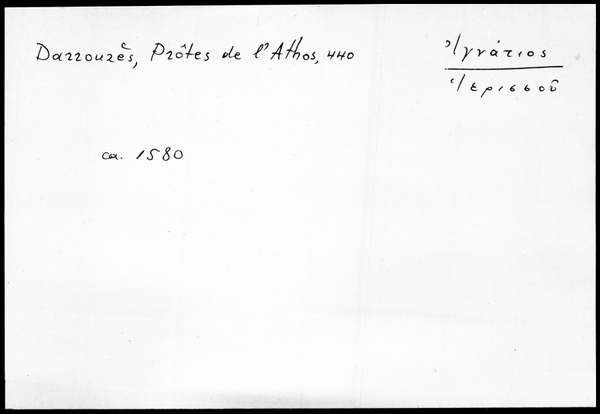 Darrouzès, Prôtes de l'Athos, 440
Ἰγνάτιος
Ἱερισσοῦ
ca. 1580